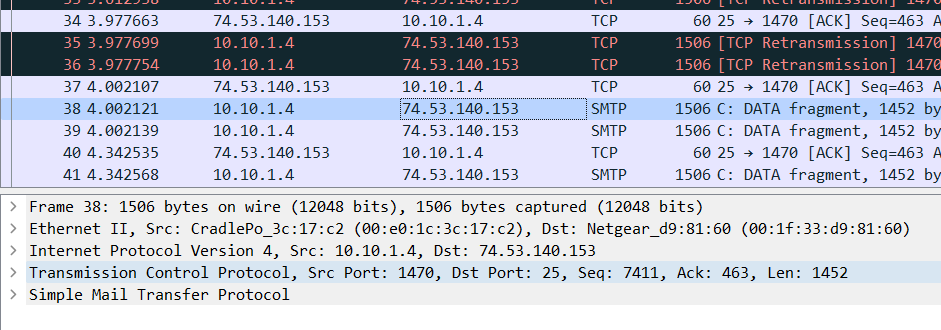 34 3.977663 74.53.140.153 10.10.1.4 TCP 60 25 → 1470 [ACK] Seq=463 A
35 3.977699 10.10.1.4 74.53.140.153 TCP 1506 [TCP Retransmission] 1470
36 3.977754 10.10.1.4 74.53.140.153 TCP 1506 [TCP Retransmission] 1470
37 4.002107 74.53.140.153 10.10.1.4 TCP 60 25 → 1470 [ACK] Seq=463 A
38 4.002121 10.10.1.4 74.53.140.153 SMTP 1506 C: DATA fragment, 1452 by
39 4.002139 10.10.1.4 74.53.140.153 SMTP 1506 C: DATA fragment, 1452 by
40 4.342535 74.53.140.153 10.10.1.4 TCP 60 25 → 1470 [ACK] Seq=463 A
41 4.342568 10.10.1.4 74.53.140.153 SMTP 1506 C: DATA fragment, 1452 by
Frame 38: 1506 bytes on wire (12048 bits), 1506 bytes captured (12048 bits)
Ethernet II, Src: CradlePo_3c:17:c2 (00:e0:1c:3c:17:c2), Dst: Netgear_d9:81:60 (00:1f:33:d9:81:60)
Internet Protocol Version 4, Src: 10.10.1.4, Dst: 74.53.140.153
Transmission Control Protocol, Src Port: 1470, Dst Port: 25, Seq: 7411, Ack: 463, Len: 1452
Simple Mail Transfer Protocol